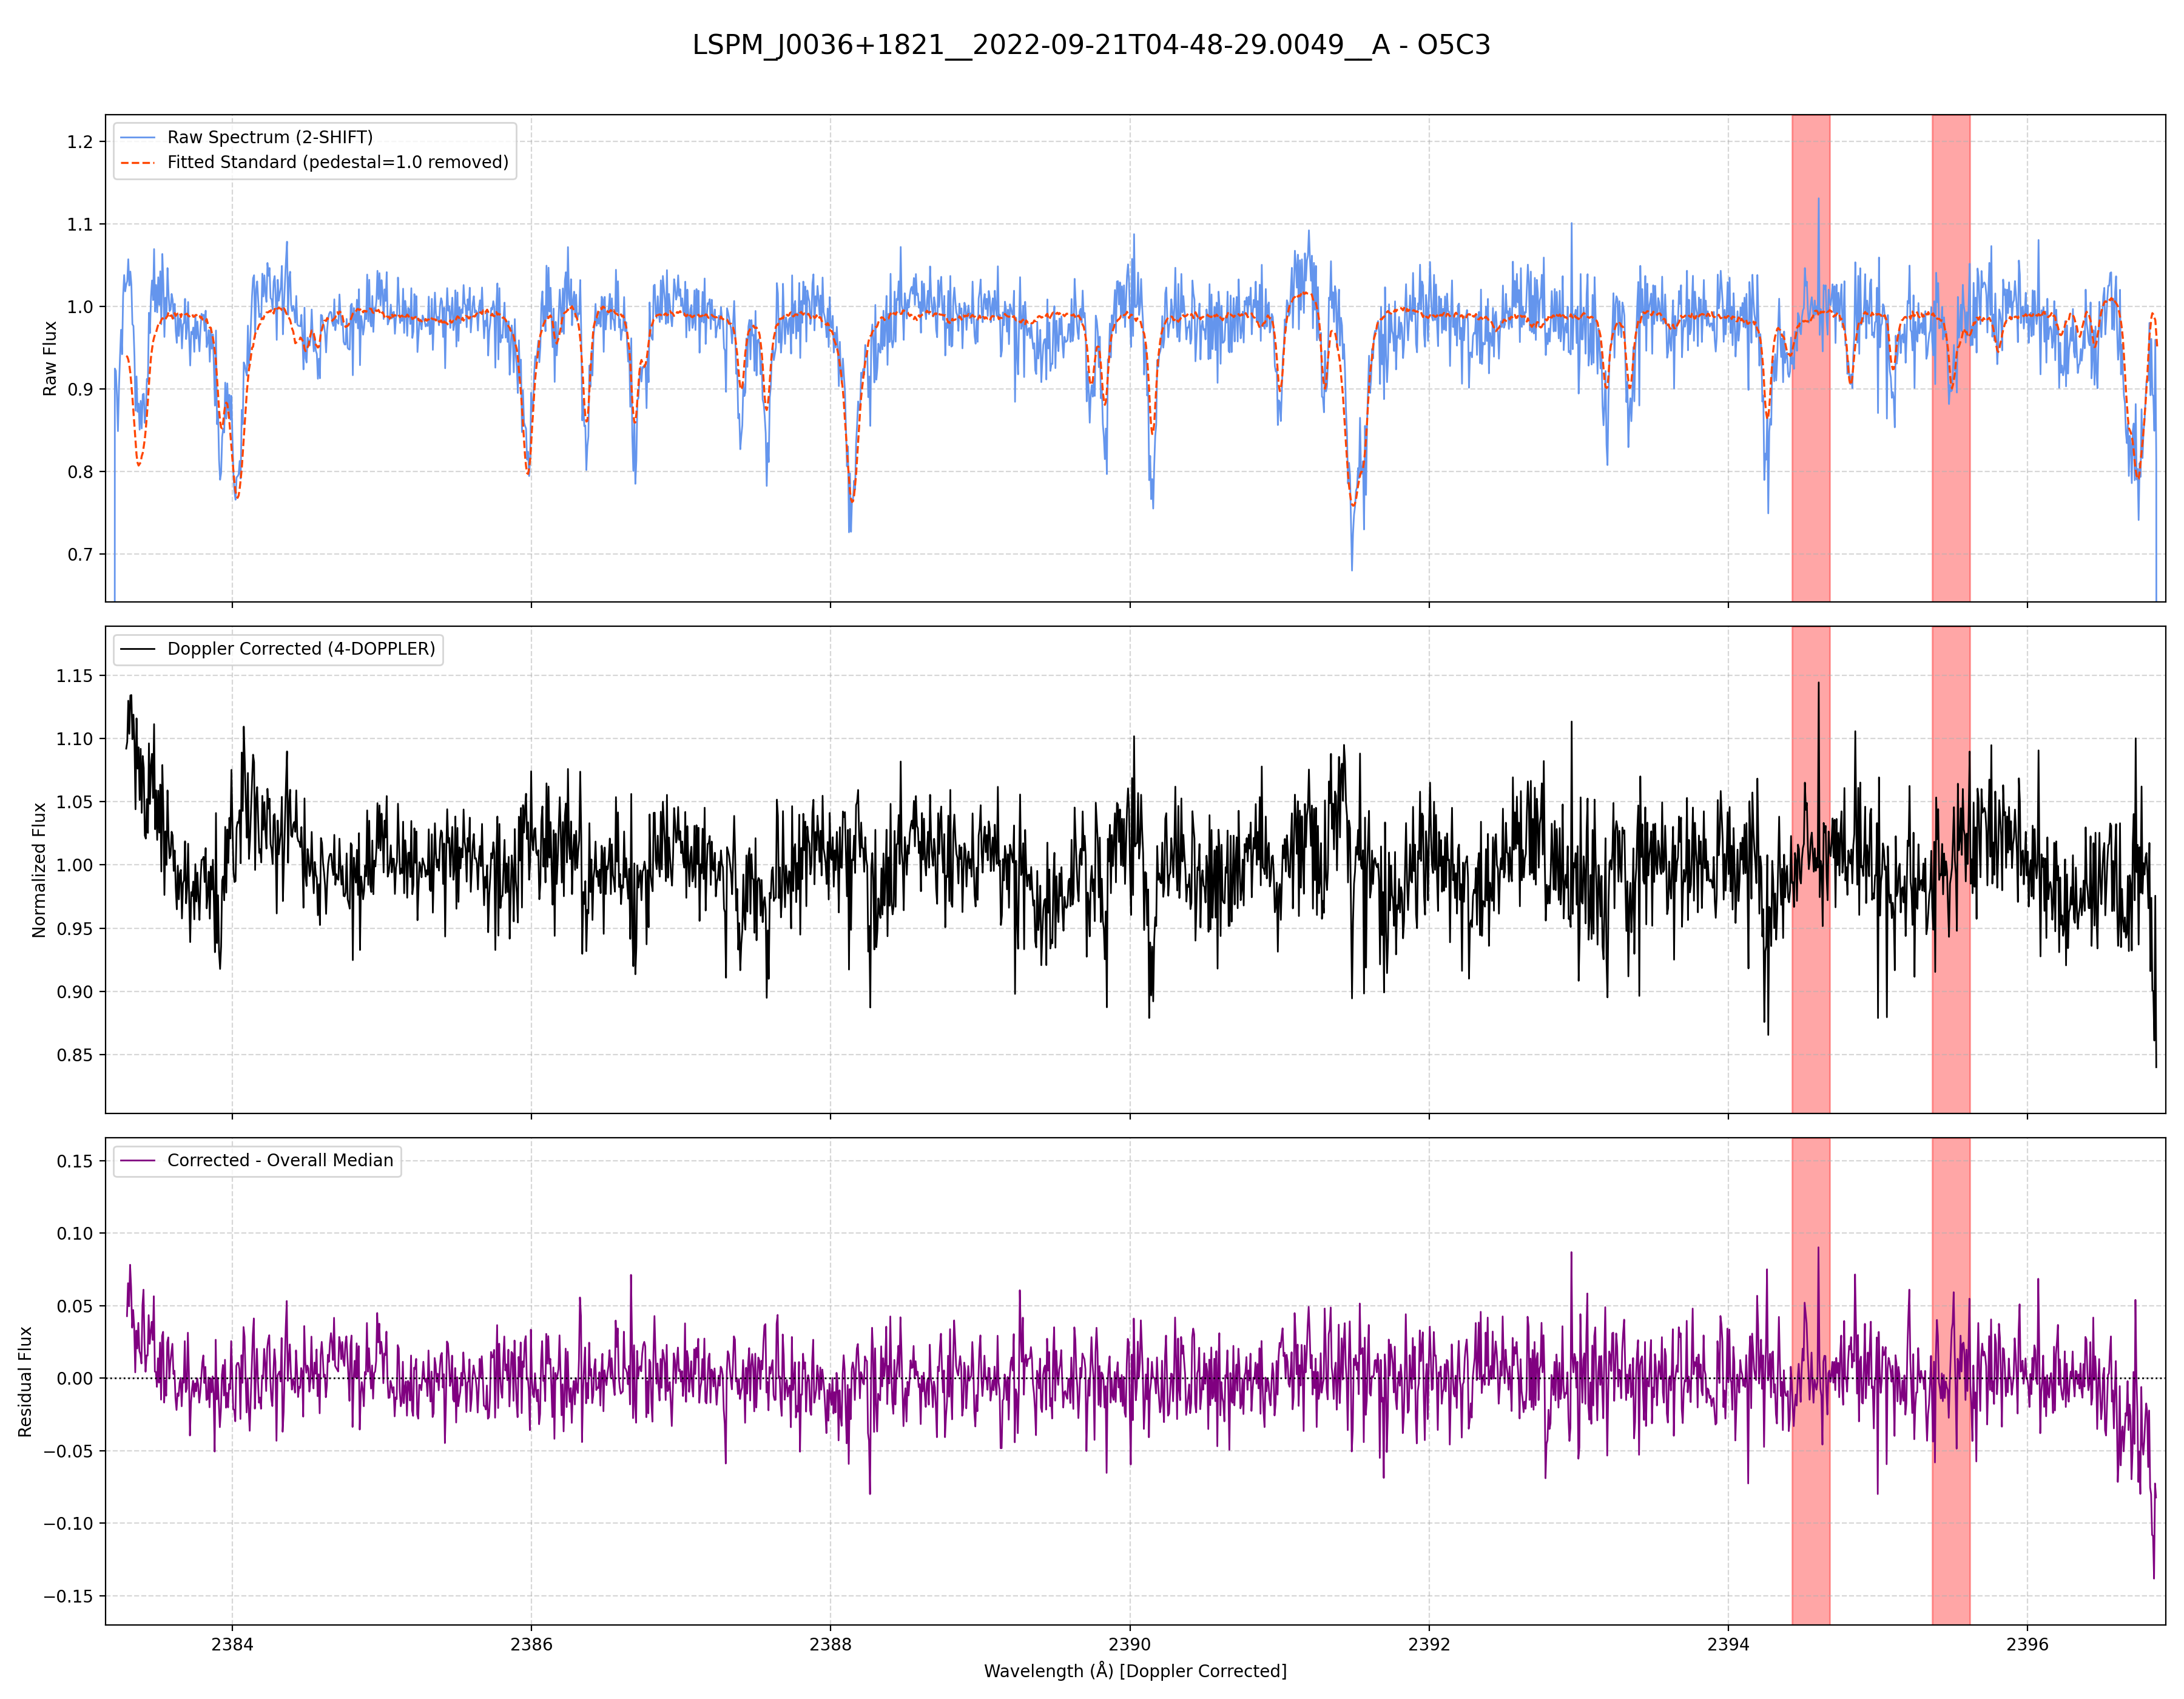 LSPM_J0036+1821__2022-09-21T04-48-29.0049__A - O5C3
Raw Spectrum (2-SHIFT)
Fitted Standard (pedestal=1.0 removed)
Raw Flux
1.2
1.1
1.0
0.9
0.8
0.7
Doppler Corrected (4-DOPPLER)
Normalized Flux
1.15
1.10
1.05
1.00
0.95
0.90
0.85
Corrected - Overall Median
Residual Flux
0.15
0.10
0.05
0.00
−0.05
−0.10
−0.15
2384 2386 2388 2390 2392 2394 2396
Wavelength (Å) [Doppler Corrected]